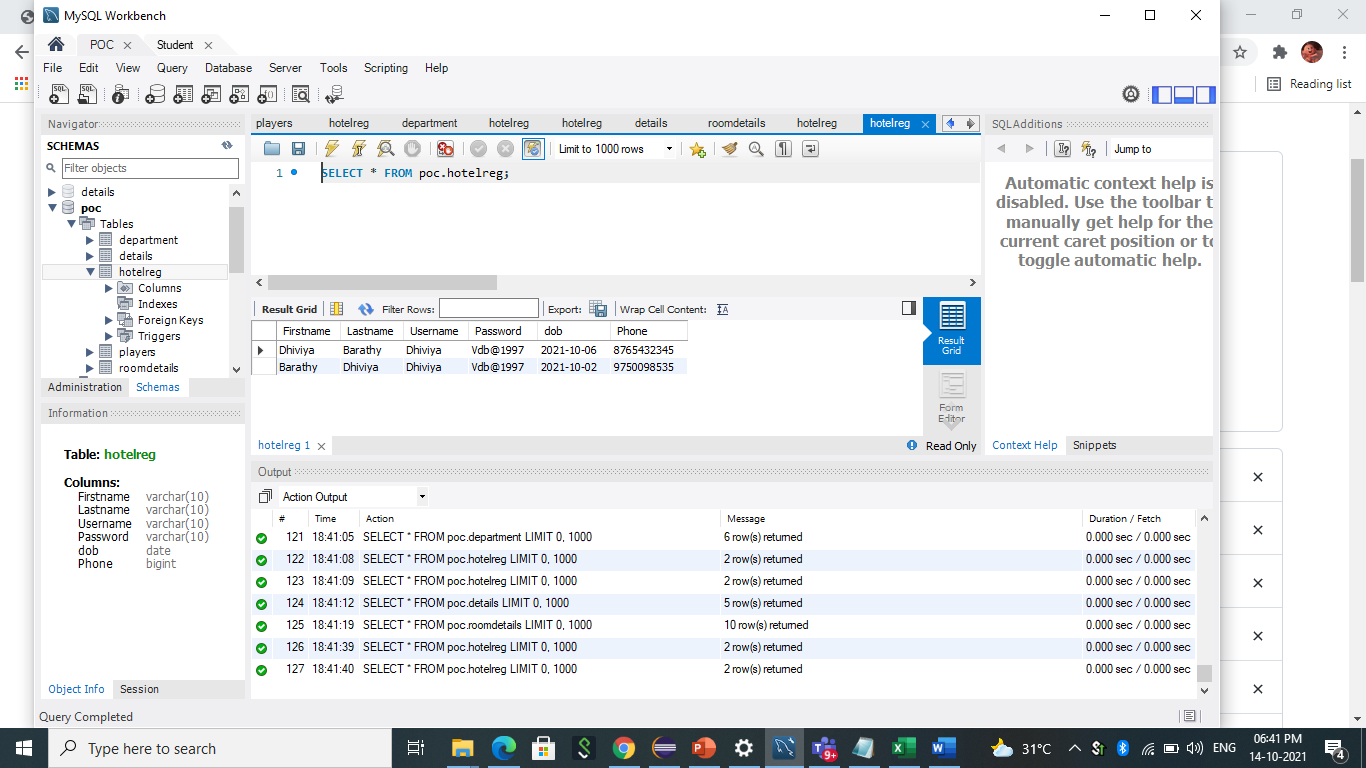 MySQL Workbench
POC
Student
File Edit View Query Database Server Tools Scripting Help
Reading list
Navigator
SCHEMAS
Filter objects
details
poc
Tables
department
details
hotelreg
Columns
Indexes
Foreign Keys
Triggers
players
roomdetails
Administration Schemas
Information
Table: hotelreg
Columns:
Firstname varchar(10)
Lastname varchar(10)
Username varchar(10)
Password varchar(10)
dob date
Phone bigint
Object Info Session
players hotelreg department hotelreg hotelreg details roomdetails hotelreg hotelreg
Limit to 1000 rows
1 SELECT * FROM poc.hotelreg;
Result Grid Filter Rows: Export: Wrap Cell Content:
Firstname Lastname Username Password dob Phone
Dhiviya Barathy Dhiviya Vdb@1997 2021-10-06 8765432345
Barathy Dhiviya Dhiviya Vdb@1997 2021-10-02 9750098535
Result
Grid
Form
Editor
hotelreg 1
Read Only
SQLAdditions
Jump to
Automatic context help is
disabled. Use the toolbar t
manually get help for the
current caret position or to
toggle automatic help.
Context Help Snippets
Output
Action Output
# Time Action Message Duration / Fetch
121 18:41:05 SELECT * FROM poc.department LIMIT 0, 1000 6 row(s) returned 0.000 sec / 0.000 sec
122 18:41:08 SELECT * FROM poc.hotelreg LIMIT 0, 1000 2 row(s) returned 0.000 sec / 0.000 sec
123 18:41:09 SELECT * FROM poc.hotelreg LIMIT 0, 1000 2 row(s) returned 0.000 sec / 0.000 sec
124 18:41:12 SELECT * FROM poc.details LIMIT 0, 1000 5 row(s) returned 0.000 sec / 0.000 sec
125 18:41:19 SELECT * FROM poc.roomdetails LIMIT 0, 1000 10 row(s) returned 0.000 sec / 0.000 sec
126 18:41:39 SELECT * FROM poc.hotelreg LIMIT 0, 1000 2 row(s) returned 0.000 sec / 0.000 sec
127 18:41:40 SELECT * FROM poc.hotelreg LIMIT 0, 1000 2 row(s) returned 0.000 sec / 0.000 sec
Query Completed
Type here to search
9+
31°C
ENG
06:41 PM
14-10-2021
4